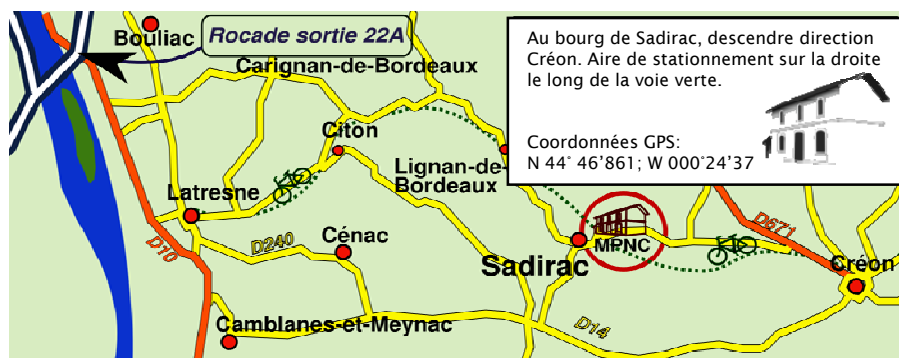 Bouliac
Rocade sortie 22A
Carignan-de-Bordeaux
Au bourg de Sadirac, descendre direction
Créon. Aire de stationnement sur la droite
le long de la voie verte.
Coordonnées GPS:
N 44° 46'861; W 000°24'37
Citon
Lignan-de-
Bordeaux
Latresne
D10
D240
Cénac
MPNC
Sadirac
D671
Créon
Camblanes-et-Meynac
D14